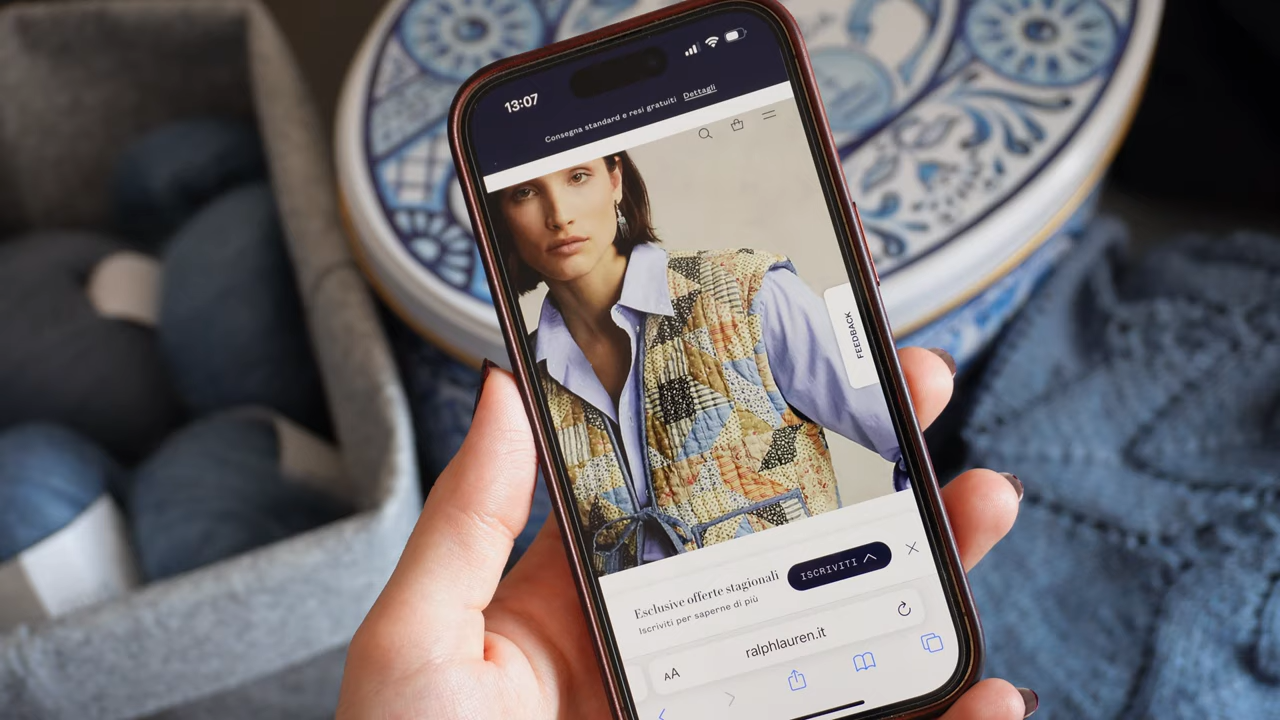 13:07
Consegna standard e resi gratuiti Dettagli
FEEDBACK
Esclusive offerte stagionali
Iscriviti per saperne di più
ISCRIVITI
AA
ralphlauren.it